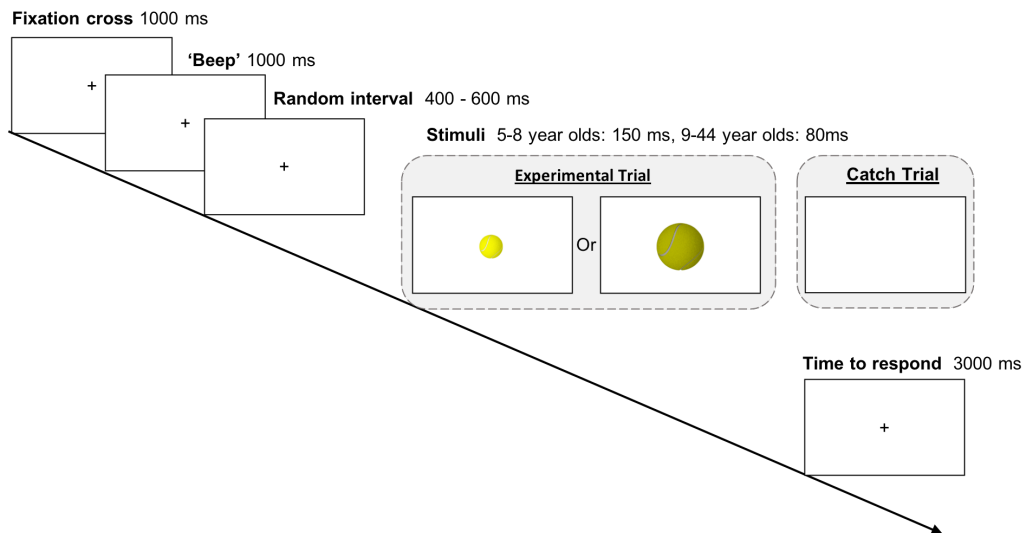 Fixation cross 1000 ms
‘Beep’ 1000 ms
Random interval 400 - 600 ms
Stimuli 5-8 year olds: 150 ms, 9-44 year olds: 80ms
Experimental Trial
Catch Trial
Or
Time to respond 3000 ms